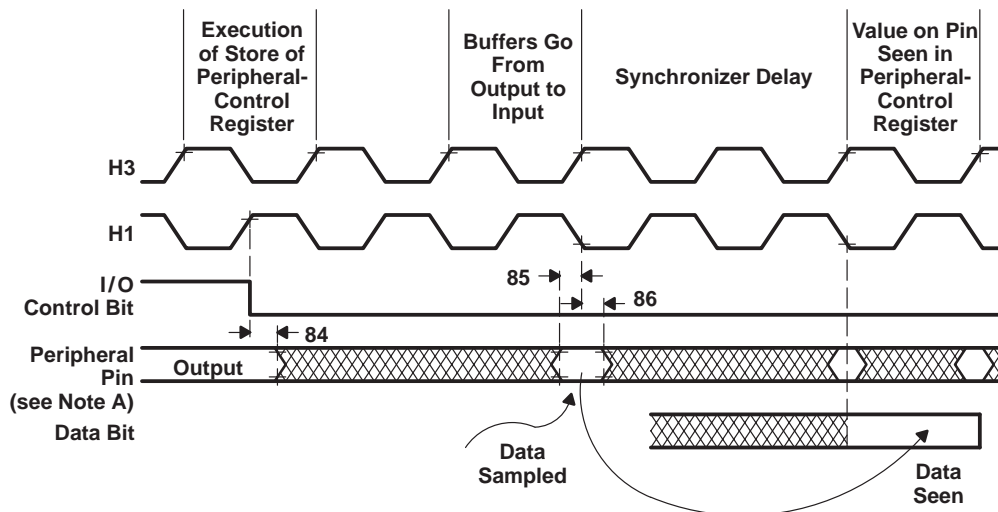 Execution
of Store of
Peripheral-
Control
Register
Buffers Go
From
Output to
Input
Synchronizer Delay
Value on Pin
Seen in
Peripheral-
Control
Register
H3
H1
I/O
Control Bit
85
86
84
Peripheral
Pin
(see Note A)
Output
Data Bit
Data
Sampled
Data
Seen